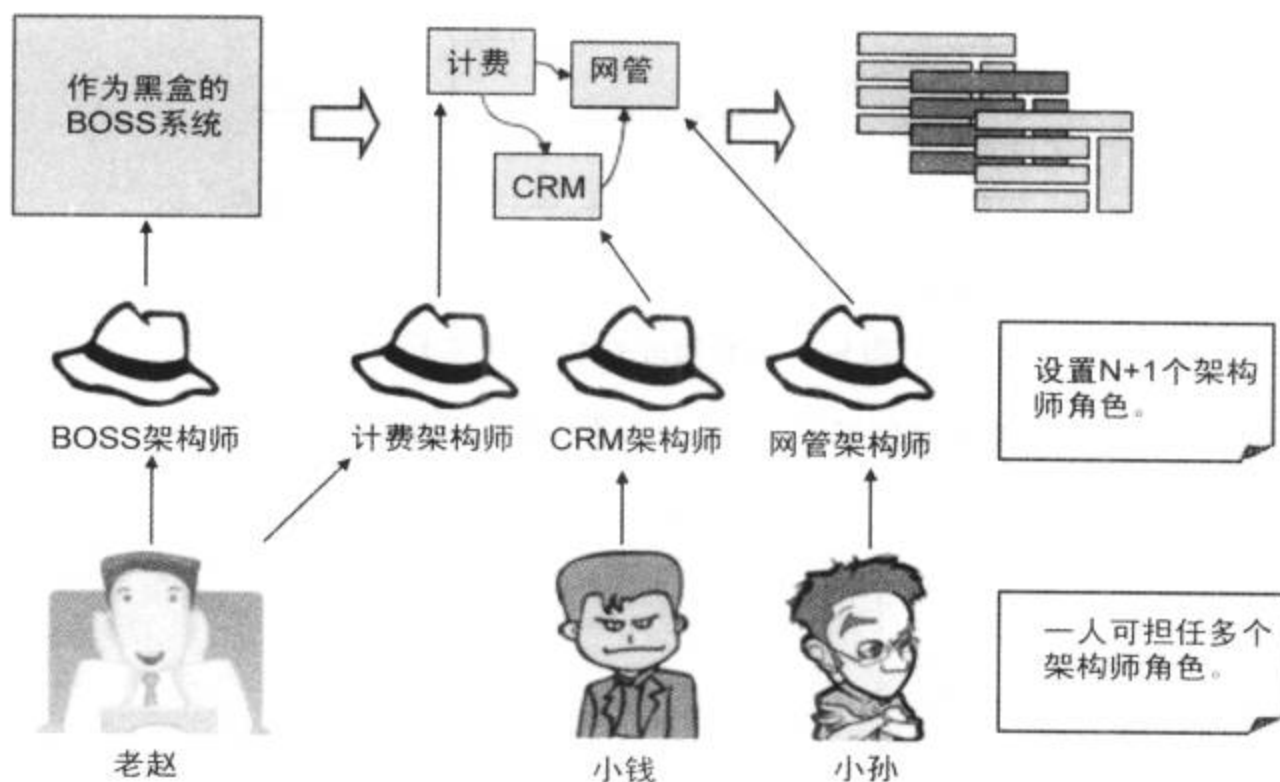 作为黑盒的
BOSS系统
计费
网管
CRM
BOSS架构师
计费架构师
CRM架构师
网管架构师
设置N+1个架构
师角色。
一人可担任多个
架构师角色。
老赵
小钱
小孙